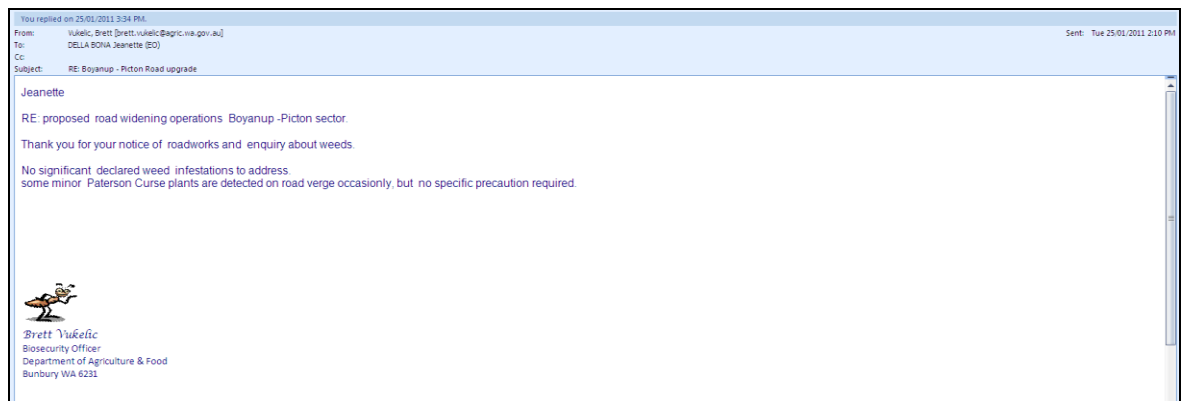 You replied on 25/01/2011 3:34 PM.
From: Vukelic, Brett [brett.vukelic@agric.wa.gov.au] Sent: Tue 25/01/2011 2:10 PM
To: DELLA BONA Jeanette (EO)
Cc:
Subject: RE: Boyanup - Picton Road upgrade
Jeanette
RE: proposed road widening operations Boyanup -Picton sector.
Thank you for your notice of roadworks and enquiry about weeds.
No significant declared weed infestations to address.
some minor Paterson Curse plants are detected on road verge occasionly, but no specific precaution required.
Brett Vukelic
Biosecurity Officer
Department of Agriculture & Food
Bunbury WA 6231